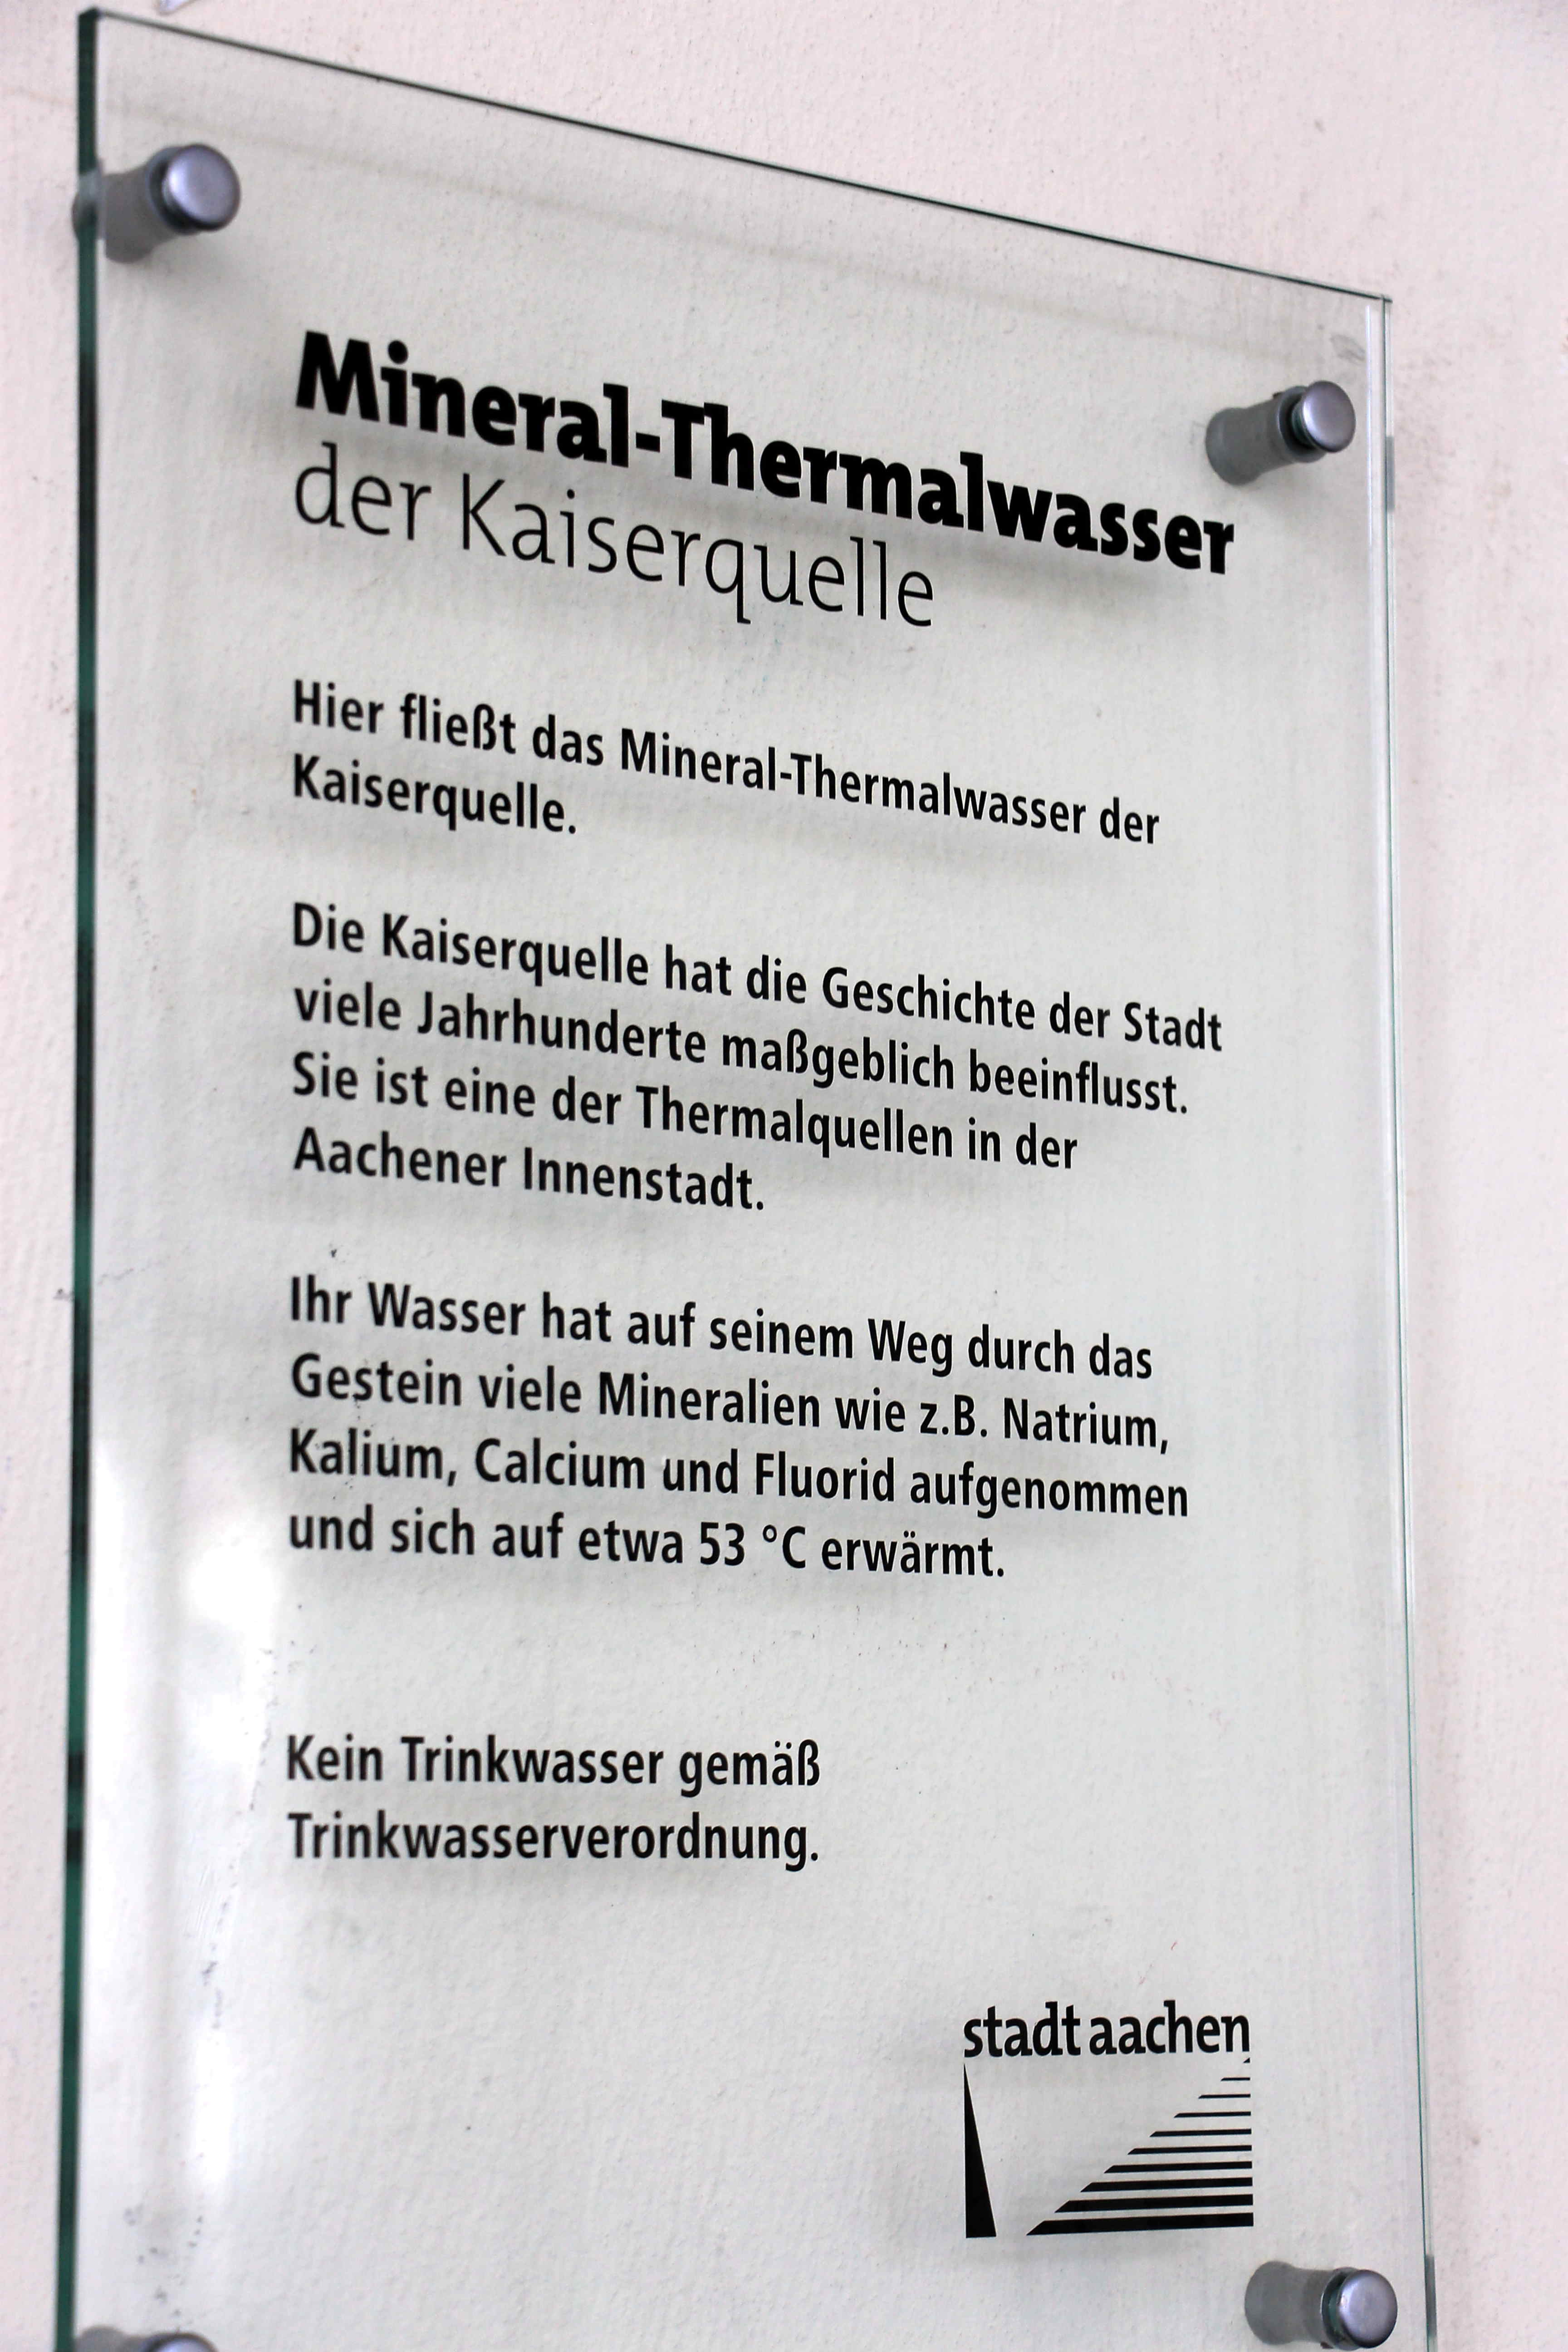 Mineral-Thermalwasser
der Kaiserquelle
Hier fließt das Mineral-Thermalwasser der
Kaiserquelle.
Die Kaiserquelle hat die Geschichte der Stadt
viele Jahrhunderte maßgeblich beeinflusst.
Sie ist eine der Thermalquellen in der
Aachener Innenstadt.
Ihr Wasser hat auf seinem Weg durch das
Gestein viele Mineralien wie z.B. Natrium,
Kalium, Calcium und Fluorid aufgenommen
und sich auf etwa 53 °C erwärmt.
Kein Trinkwasser gemäß
Trinkwasserverordnung.
stadt aachen